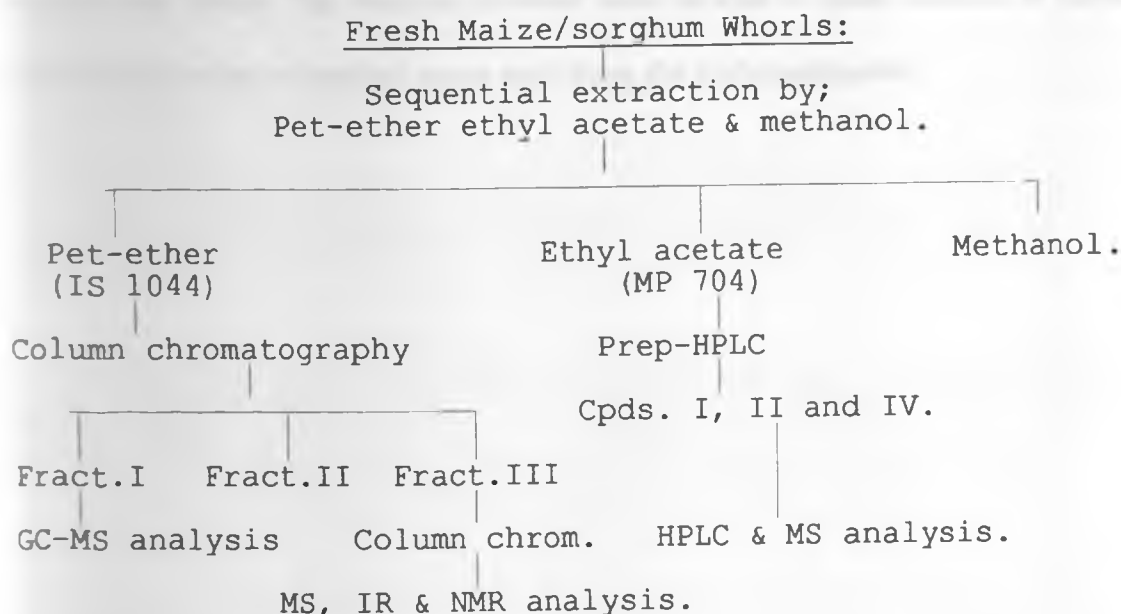 Fresh Maize/sorghum Whorls:
Sequential extraction by;
Pet-ether ethyl acetate & methanol.
Pet-ether
(IS 1044)
Ethyl acetate
(MP 704)
Methanol.
Column chromatography
Prep-HPLC
Cpds. I, II and IV.
Fract.I Fract.II Fract.III
GC-MS analysis Column chrom. HPLC & MS analysis.
MS, IR & NMR analysis.